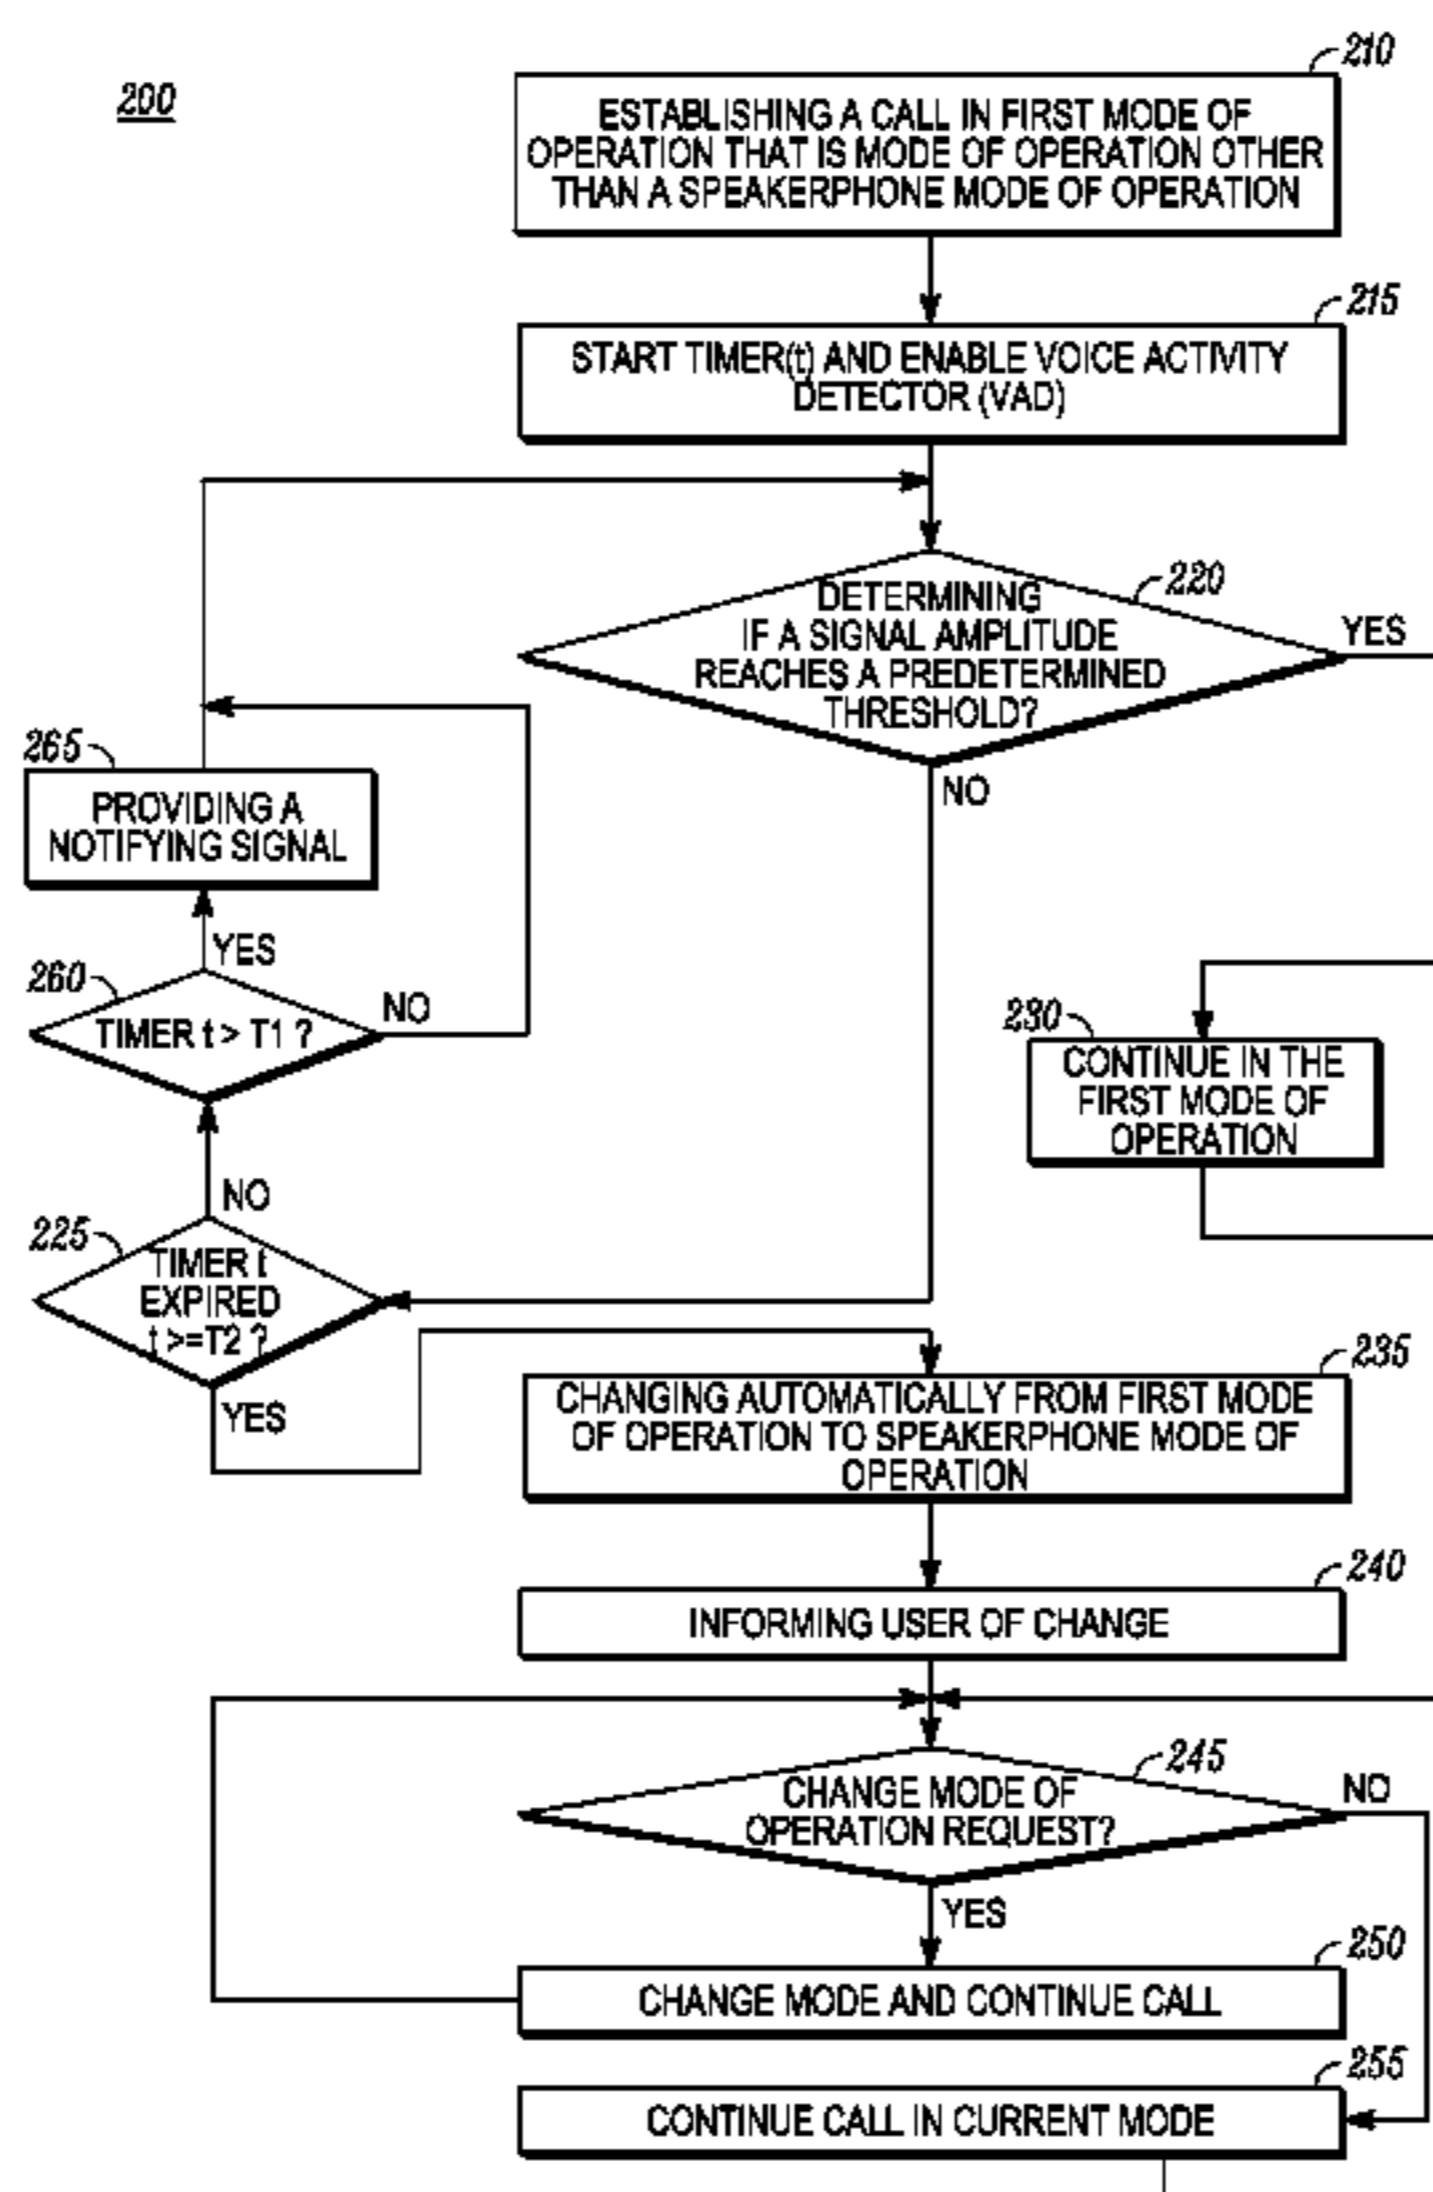 200
210
ESTABLISHING A CALL IN FIRST MODE OF
OPERATION THAT IS MODE OF OPERATION OTHER
THAN A SPEAKERPHONE MODE OF OPERATION
215
START TIMER(t) AND ENABLE VOICE ACTIVITY
DETECTOR (VAD)
220
DETERMINING
IF A SIGNAL AMPLITUDE
REACHES A PREDETERMINED
THRESHOLD?
YES
NO
265
PROVIDING A
NOTIFYING SIGNAL
YES
260
TIMER t > T1 ?
NO
230
CONTINUE IN THE
FIRST MODE OF
OPERATION
NO
225
TIMER t
EXPIRED
t >=T2 ?
YES
235
CHANGING AUTOMATICALLY FROM FIRST MODE
OF OPERATION TO SPEAKERPHONE MODE OF
OPERATION
240
INFORMING USER OF CHANGE
245
CHANGE MODE OF
OPERATION REQUEST?
NO
YES
250
CHANGE MODE AND CONTINUE CALL
255
CONTINUE CALL IN CURRENT MODE